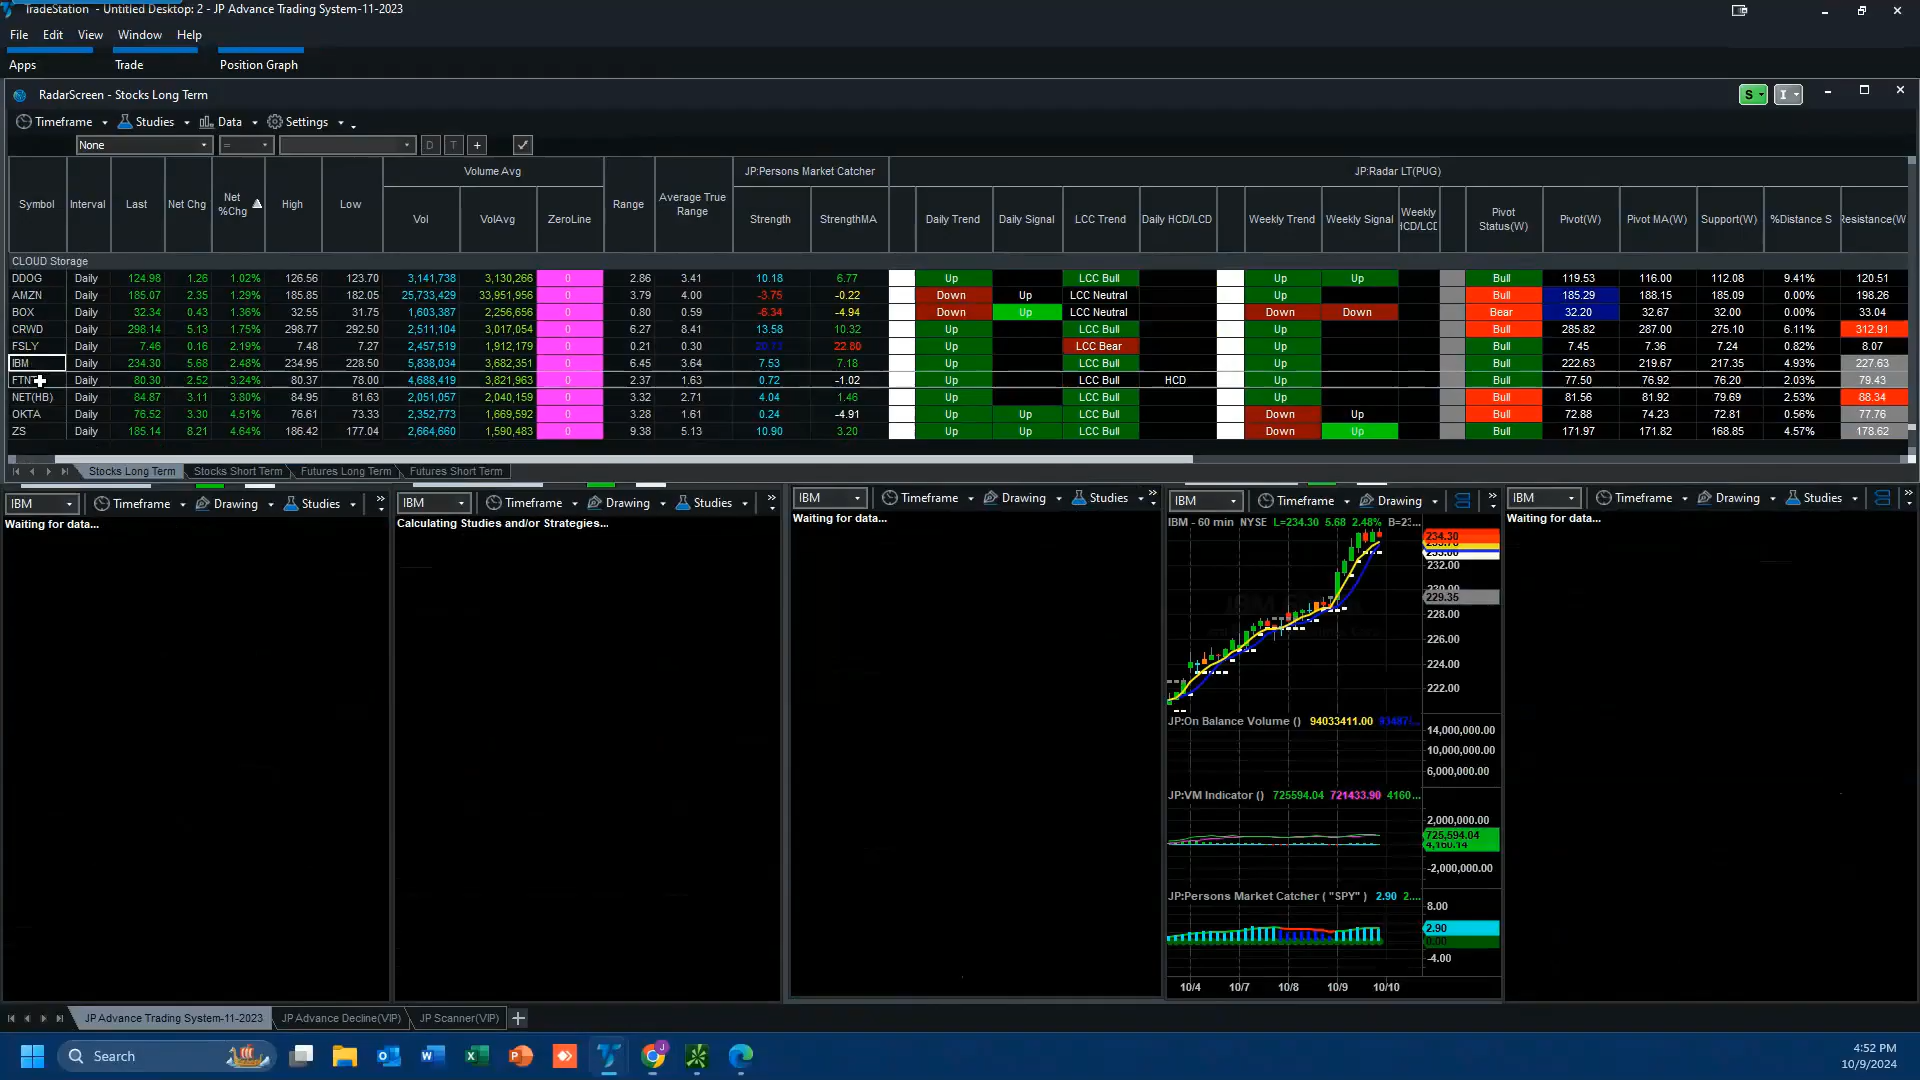 TradeStation - Untitled Desktop: 2 - JP Advance Trading System-11-2023
File Edit View Window Help
Apps Trade Position Graph
RadarScreen - Stocks Long Term
S I
Timeframe Studies Data Settings
None = D T +
Volume Avg JP:Persons Market Catcher JP:Radar LT(PUG)
Symbol Interval Last Net Chg Net %Chg High Low Vol VolAvg ZeroLine Range Average True Range Strength StrengthMA Daily Trend Daily Signal LCC Trend Daily HCD/LCD Weekly Trend Weekly Signal Weekly HCD/LCD Pivot Status(W) Pivot(W) Pivot MA(W) Support(W) %Distance S Resistance(W
CLOUD Storage
DDOG Daily 124.98 1.26 1.02% 126.56 123.70 3,141,738 3,130,266 0 2.86 3.41 10.18 6.77 Up LCC Bull Up Up Bull 119.53 116.00 112.08 9.41% 120.51
AMZN Daily 185.07 2.35 1.29% 185.85 182.05 25,733,429 33,951,956 0 3.79 4.00 -3.75 -0.22 Down Up LCC Neutral Up Bull 185.29 188.15 185.09 0.00% 198.26
BOX Daily 32.34 0.43 1.36% 32.55 31.75 1,603,387 2,256,656 0 0.80 0.59 -6.34 -4.94 Down Up LCC Neutral Down Down Bear 32.20 32.67 32.00 0.00% 33.04
CRWD Daily 298.14 5.13 1.75% 298.77 292.50 2,511,104 3,017,054 0 6.27 8.41 13.58 10.32 Up LCC Bull Up Bull 285.82 287.00 275.10 6.11% 312.91
FSLY Daily 7.46 0.16 2.19% 7.48 7.27 2,457,519 1,912,179 0 0.21 0.30 22.80 Up LCC Bear Up Bull 7.45 7.36 7.24 0.82% 8.07
IBM Daily 234.30 5.68 2.48% 234.95 228.50 5,838,034 3,682,351 0 6.45 3.64 7.53 7.18 Up LCC Bull Up Bull 222.63 219.67 217.35 4.93% 227.63
FTNT Daily 80.30 2.52 3.24% 80.37 78.00 4,688,419 3,821,963 0 2.37 1.63 0.72 -1.02 Up LCC Bull HCD Up Bull 77.50 76.92 76.20 2.03% 79.43
NET(HB) Daily 84.87 3.11 3.80% 84.95 81.63 2,051,057 2,040,159 0 3.32 2.71 4.04 1.46 Up LCC Bull Up Bull 81.56 81.92 79.69 2.53% 88.34
OKTA Daily 76.52 3.30 4.51% 76.61 73.33 2,352,773 1,669,592 0 3.28 1.61 0.24 -4.91 Up Up LCC Bull Down Up Bull 72.88 74.23 72.81 0.56% 77.76
ZS Daily 185.14 8.21 4.64% 186.42 177.04 2,664,660 1,590,483 0 9.38 5.13 10.90 3.20 Up Up LCC Bull Down Up Bull 171.97 171.82 168.85 4.57% 178.62
Stocks Long Term Stocks Short Term Futures Long Term Futures Short Term
IBM Timeframe Drawing Studies
Waiting for data...
IBM Timeframe Drawing Studies
Calculating Studies and/or Strategies...
IBM Timeframe Drawing Studies
Waiting for data...
IBM Timeframe Drawing
IBM - 60 min NYSE L=234.30 5.68 2.48% B=23...
234.30
233.00
232.00
229.35
228.00
226.00
224.00
222.00
JP:On Balance Volume () 94033411.00
14,000,000.00
10,000,000.00
6,000,000.00
JP:VM Indicator () 725594.04 721433.90 4160...
2,000,000.00
725,594.04
4,160.14
-2,000,000.00
JP:Persons Market Catcher ( "SPY" ) 2.90 2....
8.00
2.90
0.00
-4.00
10/4 10/7 10/8 10/9 10/10
IBM Timeframe Drawing Studies
Waiting for data...
JP Advance Trading System-11-2023 JP Advance Decline(VIP) JP Scanner(VIP)
Search
4:52 PM
10/9/2024